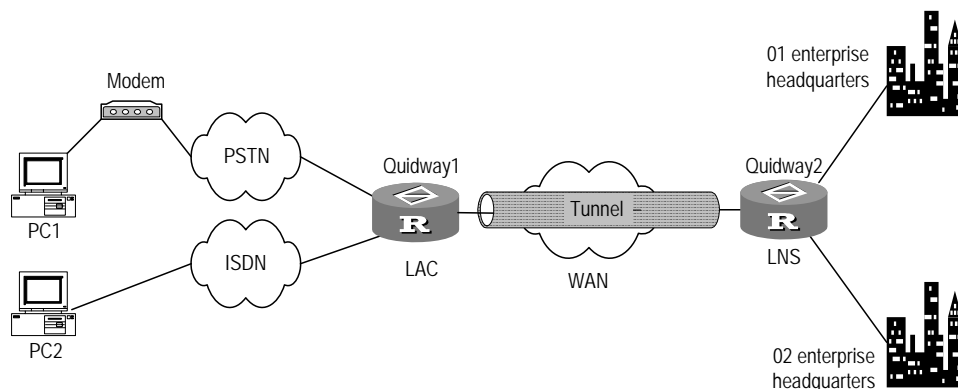 01 enterprise
headquarters
Modem
PSTN
Quidway1
Quidway2
R
Tunnel
R
PC1
ISDN
LAC
WAN
LNS
PC2
02 enterprise
headquarters